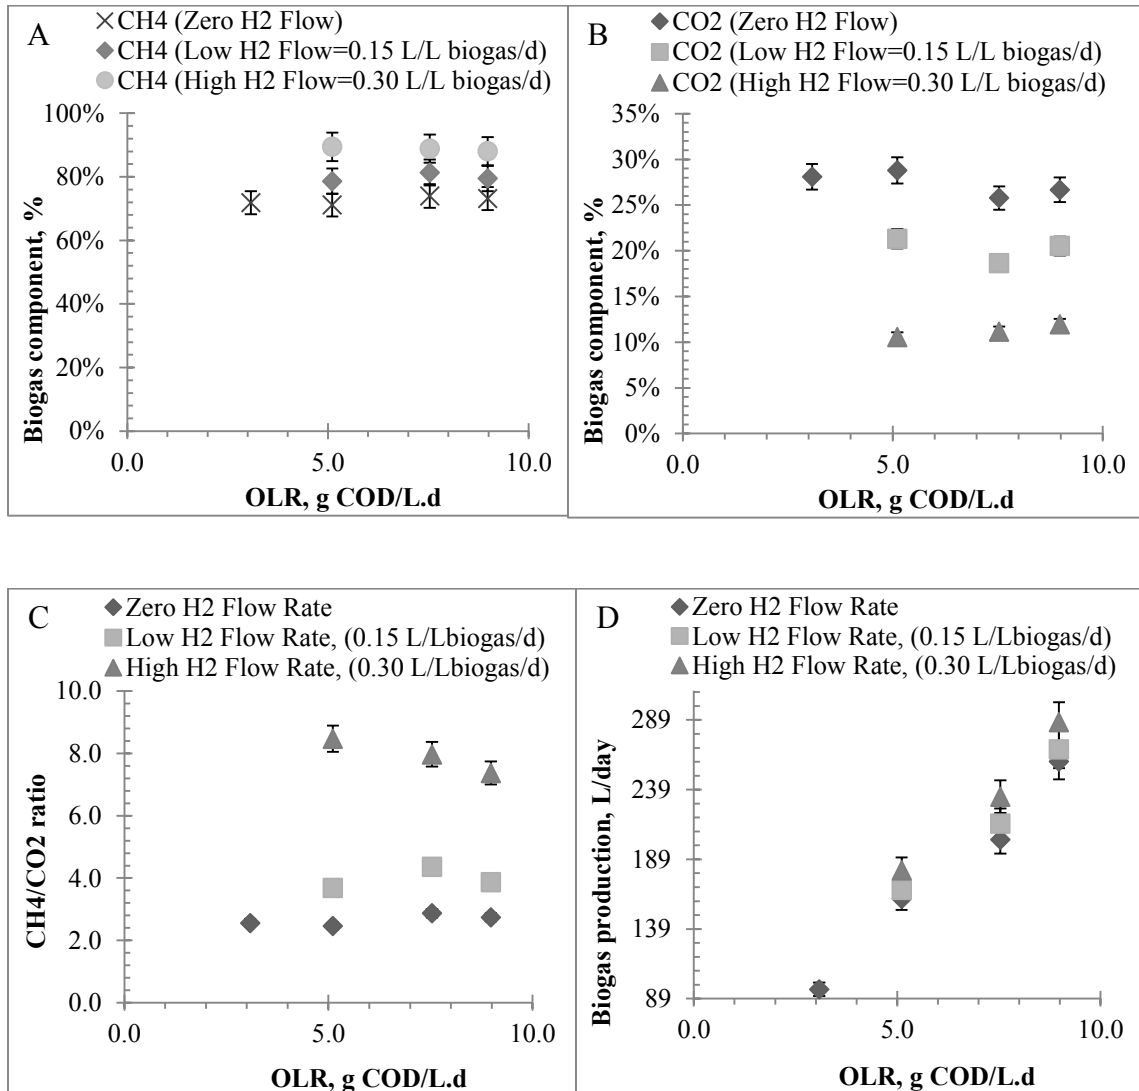 A
CH4 (Zero H2 Flow)
CH4 (Low H2 Flow=0.15 L/L biogas/d)
CH4 (High H2 Flow=0.30 L/L biogas/d)
100%
80%
60%
40%
20%
0%
Biogas component, %
0.0 5.0 10.0
OLR, g COD/L.d
B
CO2 (Zero H2 Flow)
CO2 (Low H2 Flow=0.15 L/L biogas/d)
CO2 (High H2 Flow=0.30 L/L biogas/d)
35%
30%
25%
20%
15%
10%
5%
0%
Biogas component, %
0.0 5.0 10.0
OLR, g COD/L.d
C
Zero H2 Flow Rate
Low H2 Flow Rate, (0.15 L/Lbiogas/d)
High H2 Flow Rate, (0.30 L/Lbiogas/d)
10.0
8.0
6.0
4.0
2.0
0.0
CH4/CO2 ratio
0.0 5.0 10.0
OLR, g COD/L.d
D
Zero H2 Flow Rate
Low H2 Flow Rate, (0.15 L/Lbiogas/d)
High H2 Flow Rate, (0.30 L/Lbiogas/d)
289
239
189
139
89
Biogas production, L/day
0.0 5.0 10.0
OLR, g COD/L.d